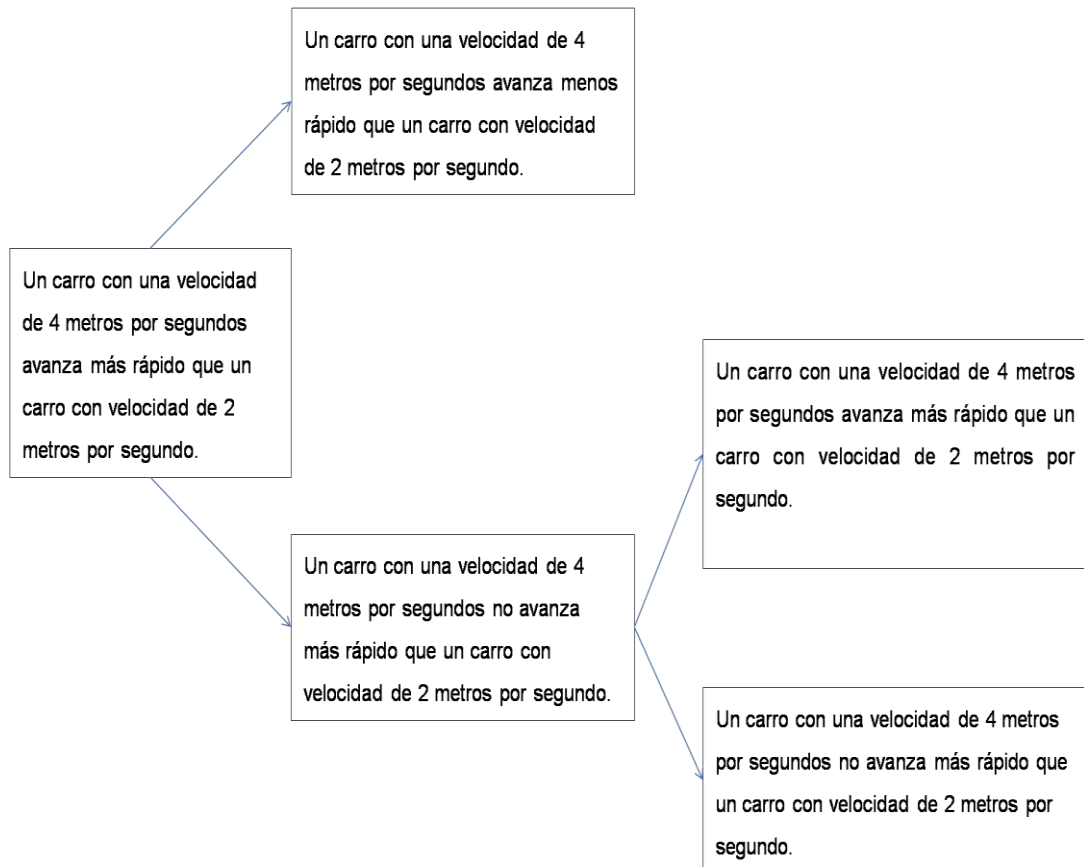 Un carro con una velocidad de 4
metros por segundos avanza menos
rápido que un carro con velocidad
de 2 metros por segundo.
Un carro con una velocidad
de 4 metros por segundos
avanza más rápido que un
carro con velocidad de 2
metros por segundo.
Un carro con una velocidad de 4 metros
por segundos avanza más rápido que un
carro con velocidad de 2 metros por
segundo.
Un carro con una velocidad de 4
metros por segundos no avanza
más rápido que un carro con
velocidad de 2 metros por segundo.
Un carro con una velocidad de 4 metros
por segundos no avanza más rápido que
un carro con velocidad de 2 metros por
segundo.